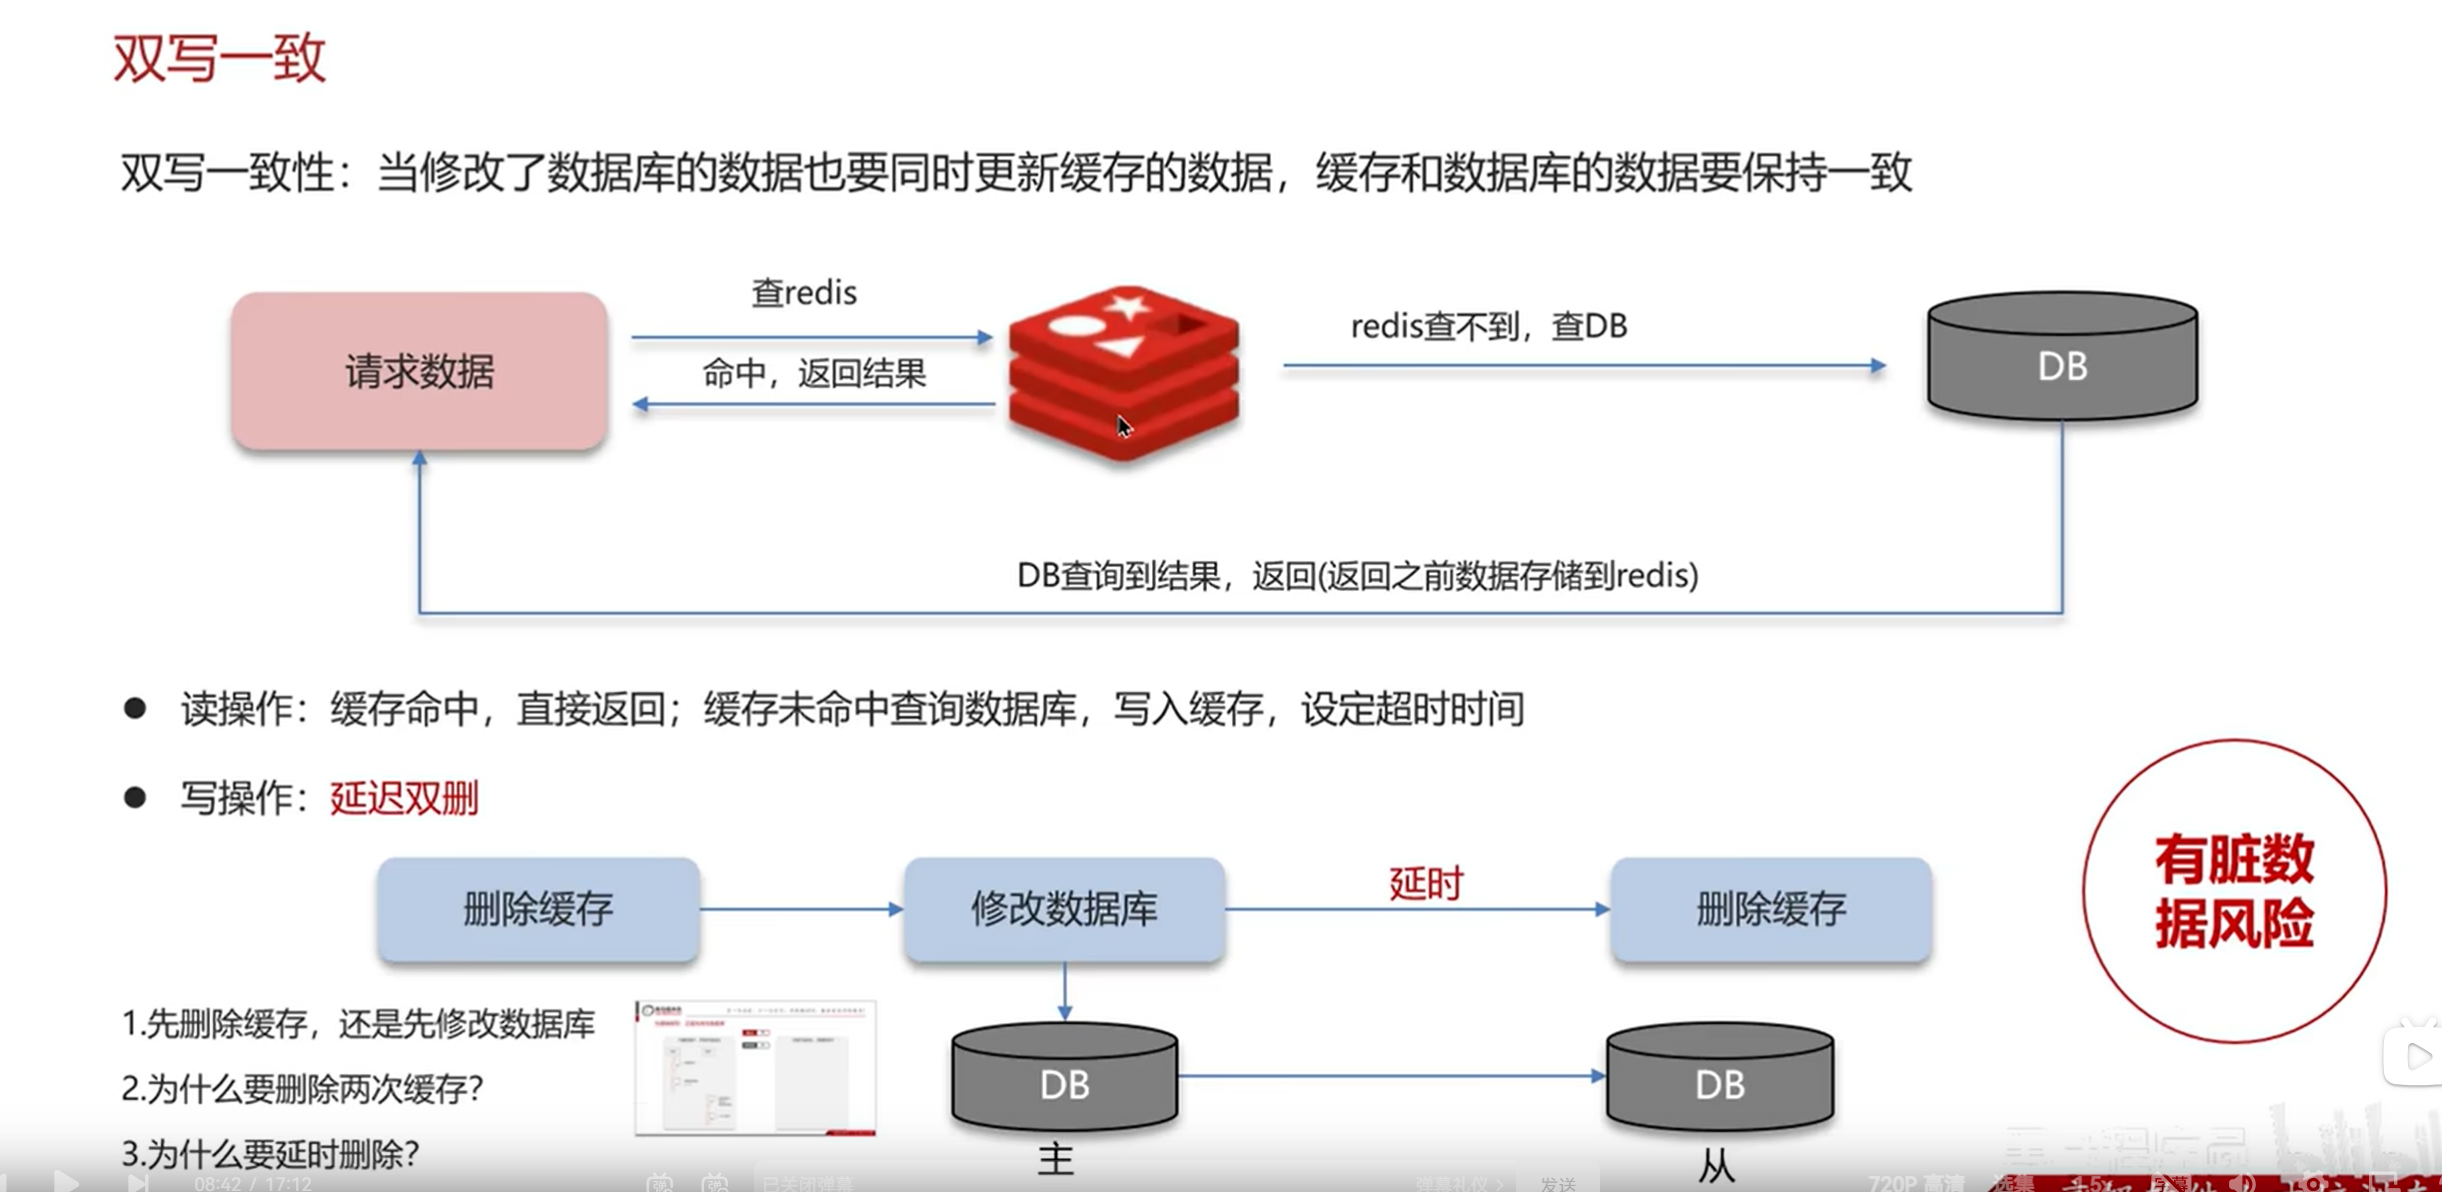 双写一致
双写一致性：当修改了数据库的数据也要同时更新缓存的数据，缓存和数据库的数据要保持一致
查redis
请求数据
命中，返回结果
redis查不到，查DB
DB
DB查询到结果，返回(返回之前数据存储到redis)
● 读操作：缓存命中，直接返回；缓存未命中查询数据库，写入缓存，设定超时时间
● 写操作：延迟双删
删除缓存
修改数据库
延时
删除缓存
有脏数
据风险
1.先删除缓存，还是先修改数据库
2.为什么要删除两次缓存？
3.为什么要延时删除？
DB
主
DB
从
08:42 / 17:12
已关闭弹幕
弹幕礼仪 >
发送
720P 高清
选集
1.5x
字幕